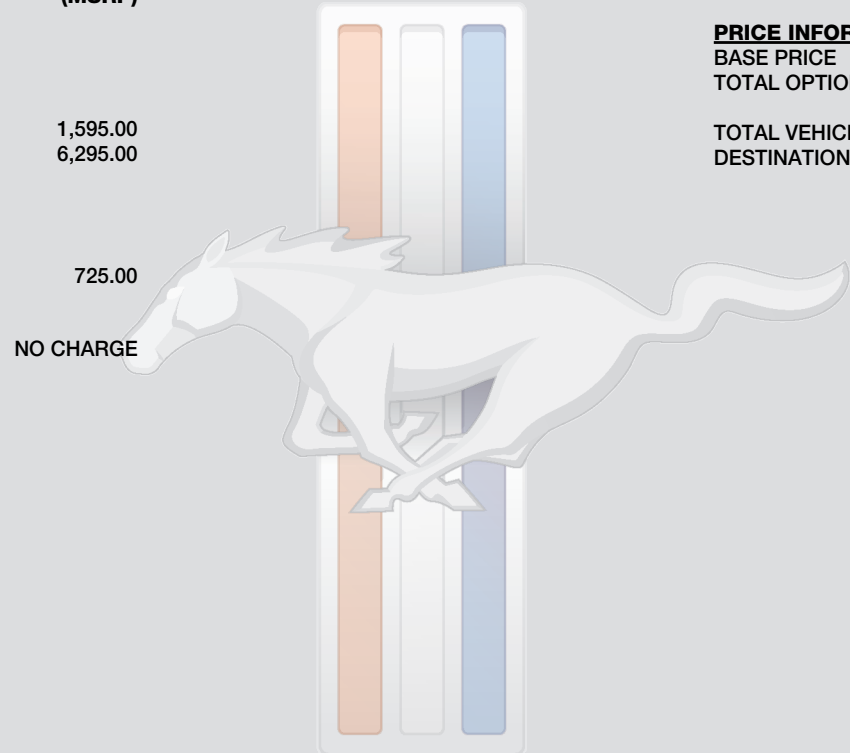 (MSRP)
1,595.00
6,295.00
725.00
NO CHARGE
PRICE INFOR
BASE PRICE
TOTAL OPTIO
TOTAL VEHIC
DESTINATION